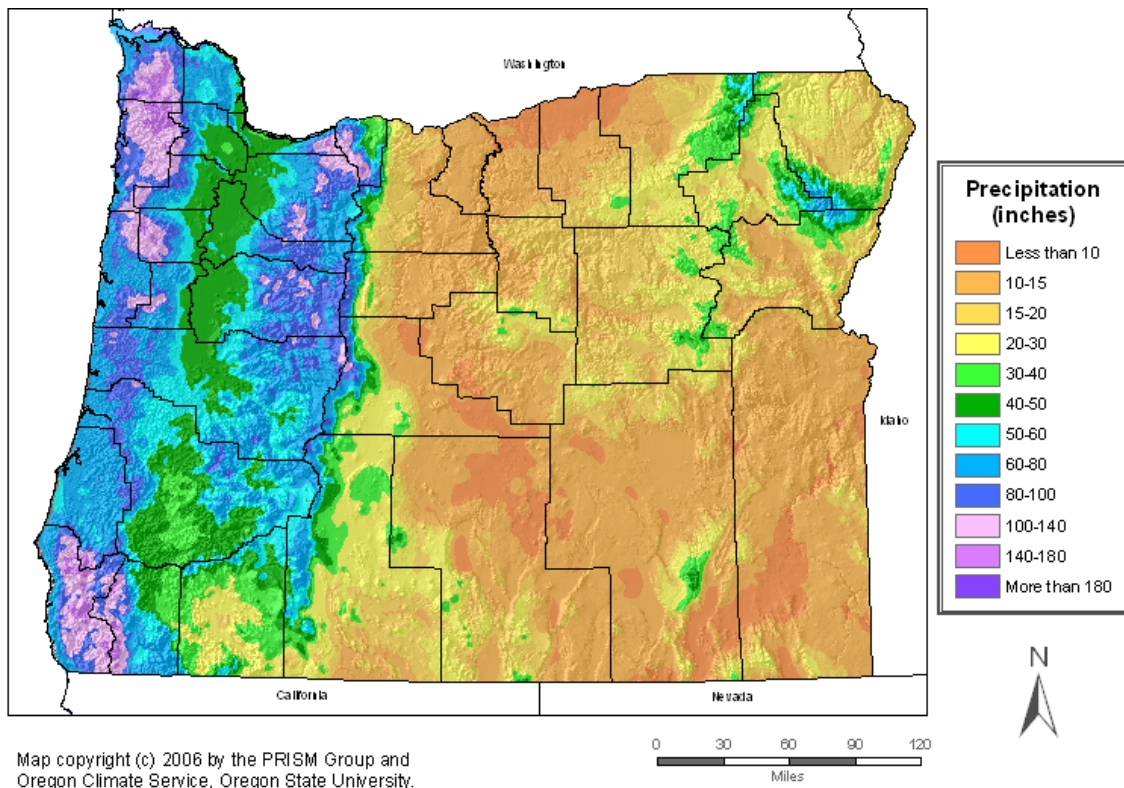 Washington
Idaho
California
Nevada
Precipitation
(inches)
Less than 10
10-15
15-20
20-30
30-40
40-50
50-60
60-80
80-100
100-140
140-180
More than 180
N
0 30 60 90 120
Miles
Map copyright (c) 2006 by the PRISM Group and
Oregon Climate Service, Oregon State University.